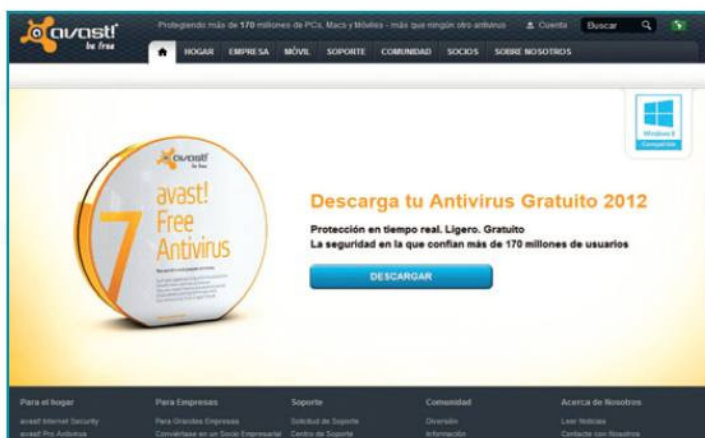 avast!
be free
Protegiendo más de 170 millones de PCs, Macs y Móviles - más que ningún otro antivirus
Cuenta
Buscar
HOGAR EMPRESA MÓVIL SOPORTE COMUNIDAD SOCIOS SOBRE NOSOTROS
Windows 8
avast!
be free
avast!
7 Free
Antivirus
Descarga tu Antivirus Gratuito 2012
Protección en tiempo real. Ligero. Gratuito
La seguridad en la que confían más de 170 millones de usuarios
DESCARGAR
Para el hogar Para Empresas Soporte Comunidad Acerca de Nosotros
avast! Internet Security Para Grandes Empresas Solicitud de Soporte Diversión Leer Noticias
avast! Pro Antivirus Conviértase en un Socio Empresarial Centro de Soporte Información Contacte con Nosotros